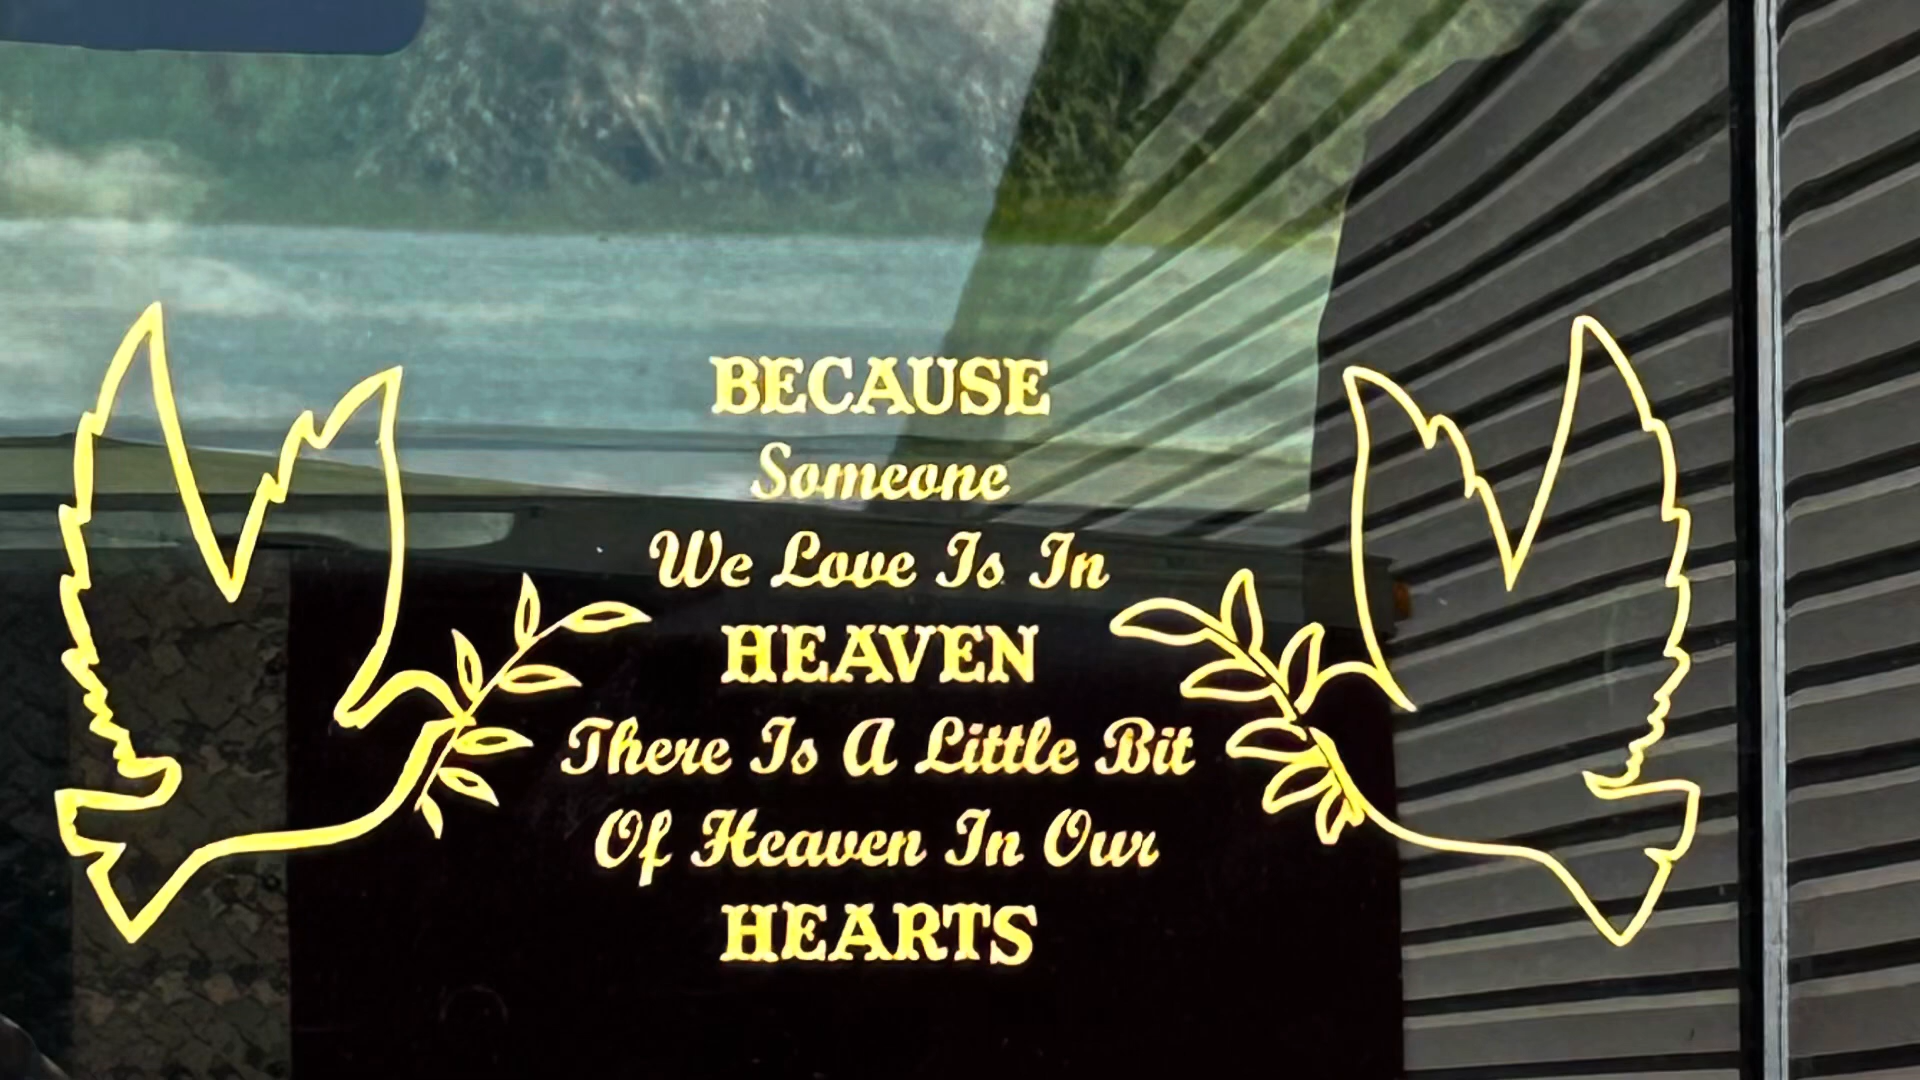 BECAUSE
Someone
We Love Is In
HEAVEN
There Is A Little Bit
Of Heaven In Our
HEARTS